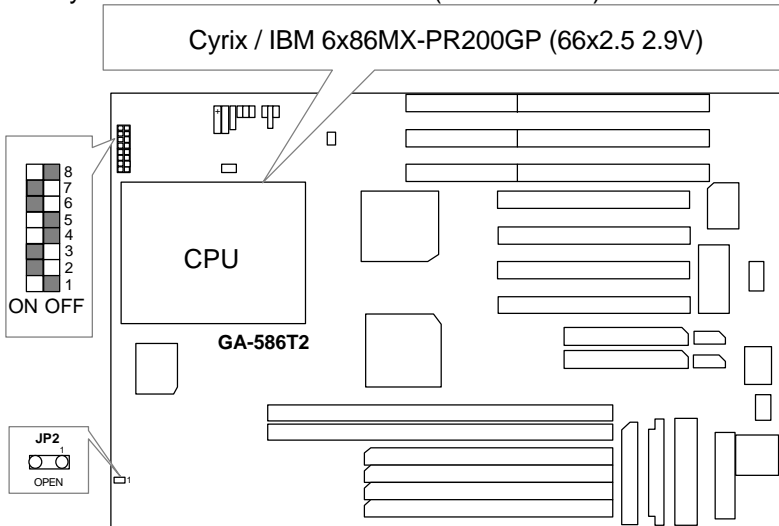 Cyrix / IBM 6x86MX-PR200GP (66x2.5 2.9V)
+
8
7
6
5
4
3
2
1
ON OFF
CPU
GA-586T2
JP2
1
OPEN
1